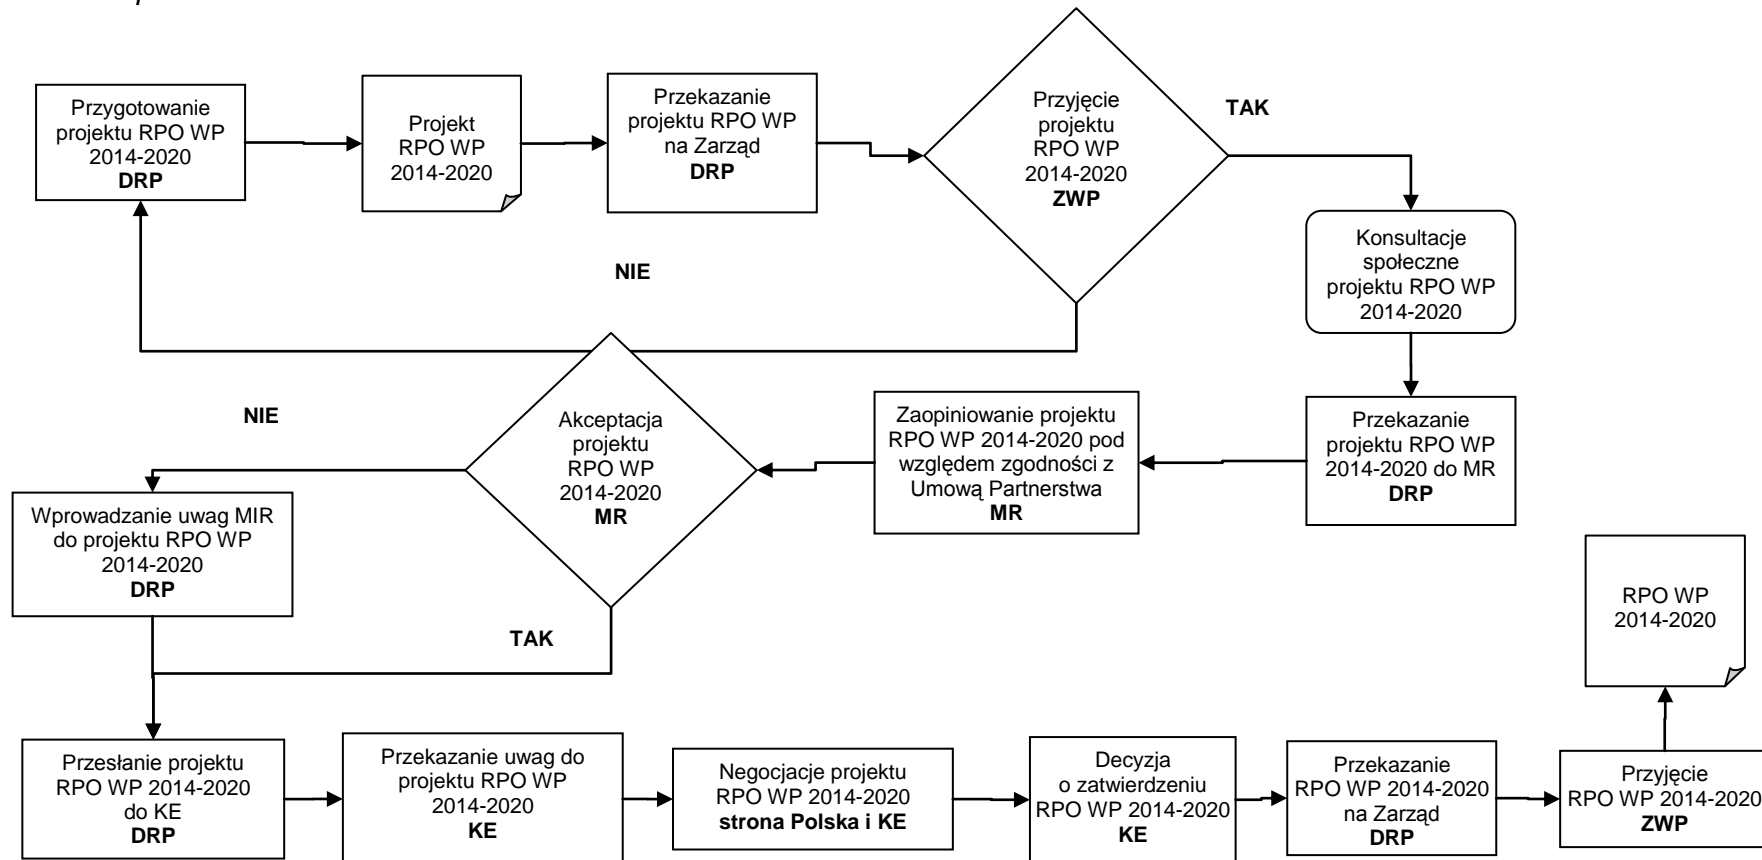 Przygotowanie
projektu RPO WP
2014-2020
DRP
Projekt
RPO WP
2014-2020
Przekazanie
projektu RPO WP
na Zarząd
DRP
Przyjęcie
projektu
RPO WP
2014-2020
ZWP
TAK
NIE
Konsultacje
społeczne
projektu RPO WP
2014-2020
Przekazanie
projektu RPO WP
2014-2020 do MR
DRP
Zaopiniowanie projektu
RPO WP 2014-2020 pod
względem zgodności z
Umową Partnerstwa
MR
Akceptacja
projektu
RPO WP
2014-2020
MR
NIE
Wprowadzanie uwag MIR
do projektu RPO WP
2014-2020
DRP
TAK
Przesłanie projektu
RPO WP 2014-2020
do KE
DRP
Przekazanie uwag do
projektu RPO WP
2014-2020
KE
Negocjacje projektu
RPO WP 2014-2020
strona Polska i KE
Decyzja
o zatwierdzeniu
RPO WP 2014-2020
KE
Przekazanie
RPO WP 2014-2020
na Zarząd
DRP
Przyjęcie
RPO WP 2014-2020
ZWP
RPO WP
2014-2020